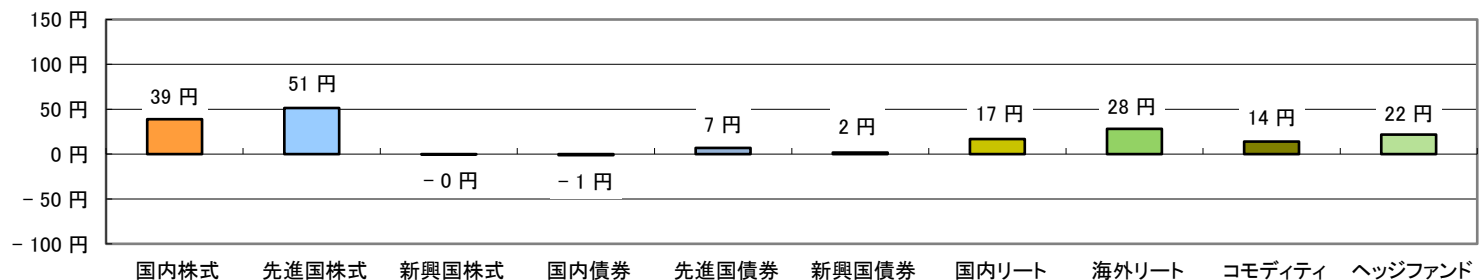 150 円
100 円
50 円
0 円
− 50 円
− 100 円
39 円
51 円
− 0 円
− 1 円
7 円
2 円
17 円
28 円
14 円
22 円
国内株式 先進国株式 新興国株式 国内債券 先進国債券 新興国債券 国内リート 海外リート コモディティ ヘッジファンド